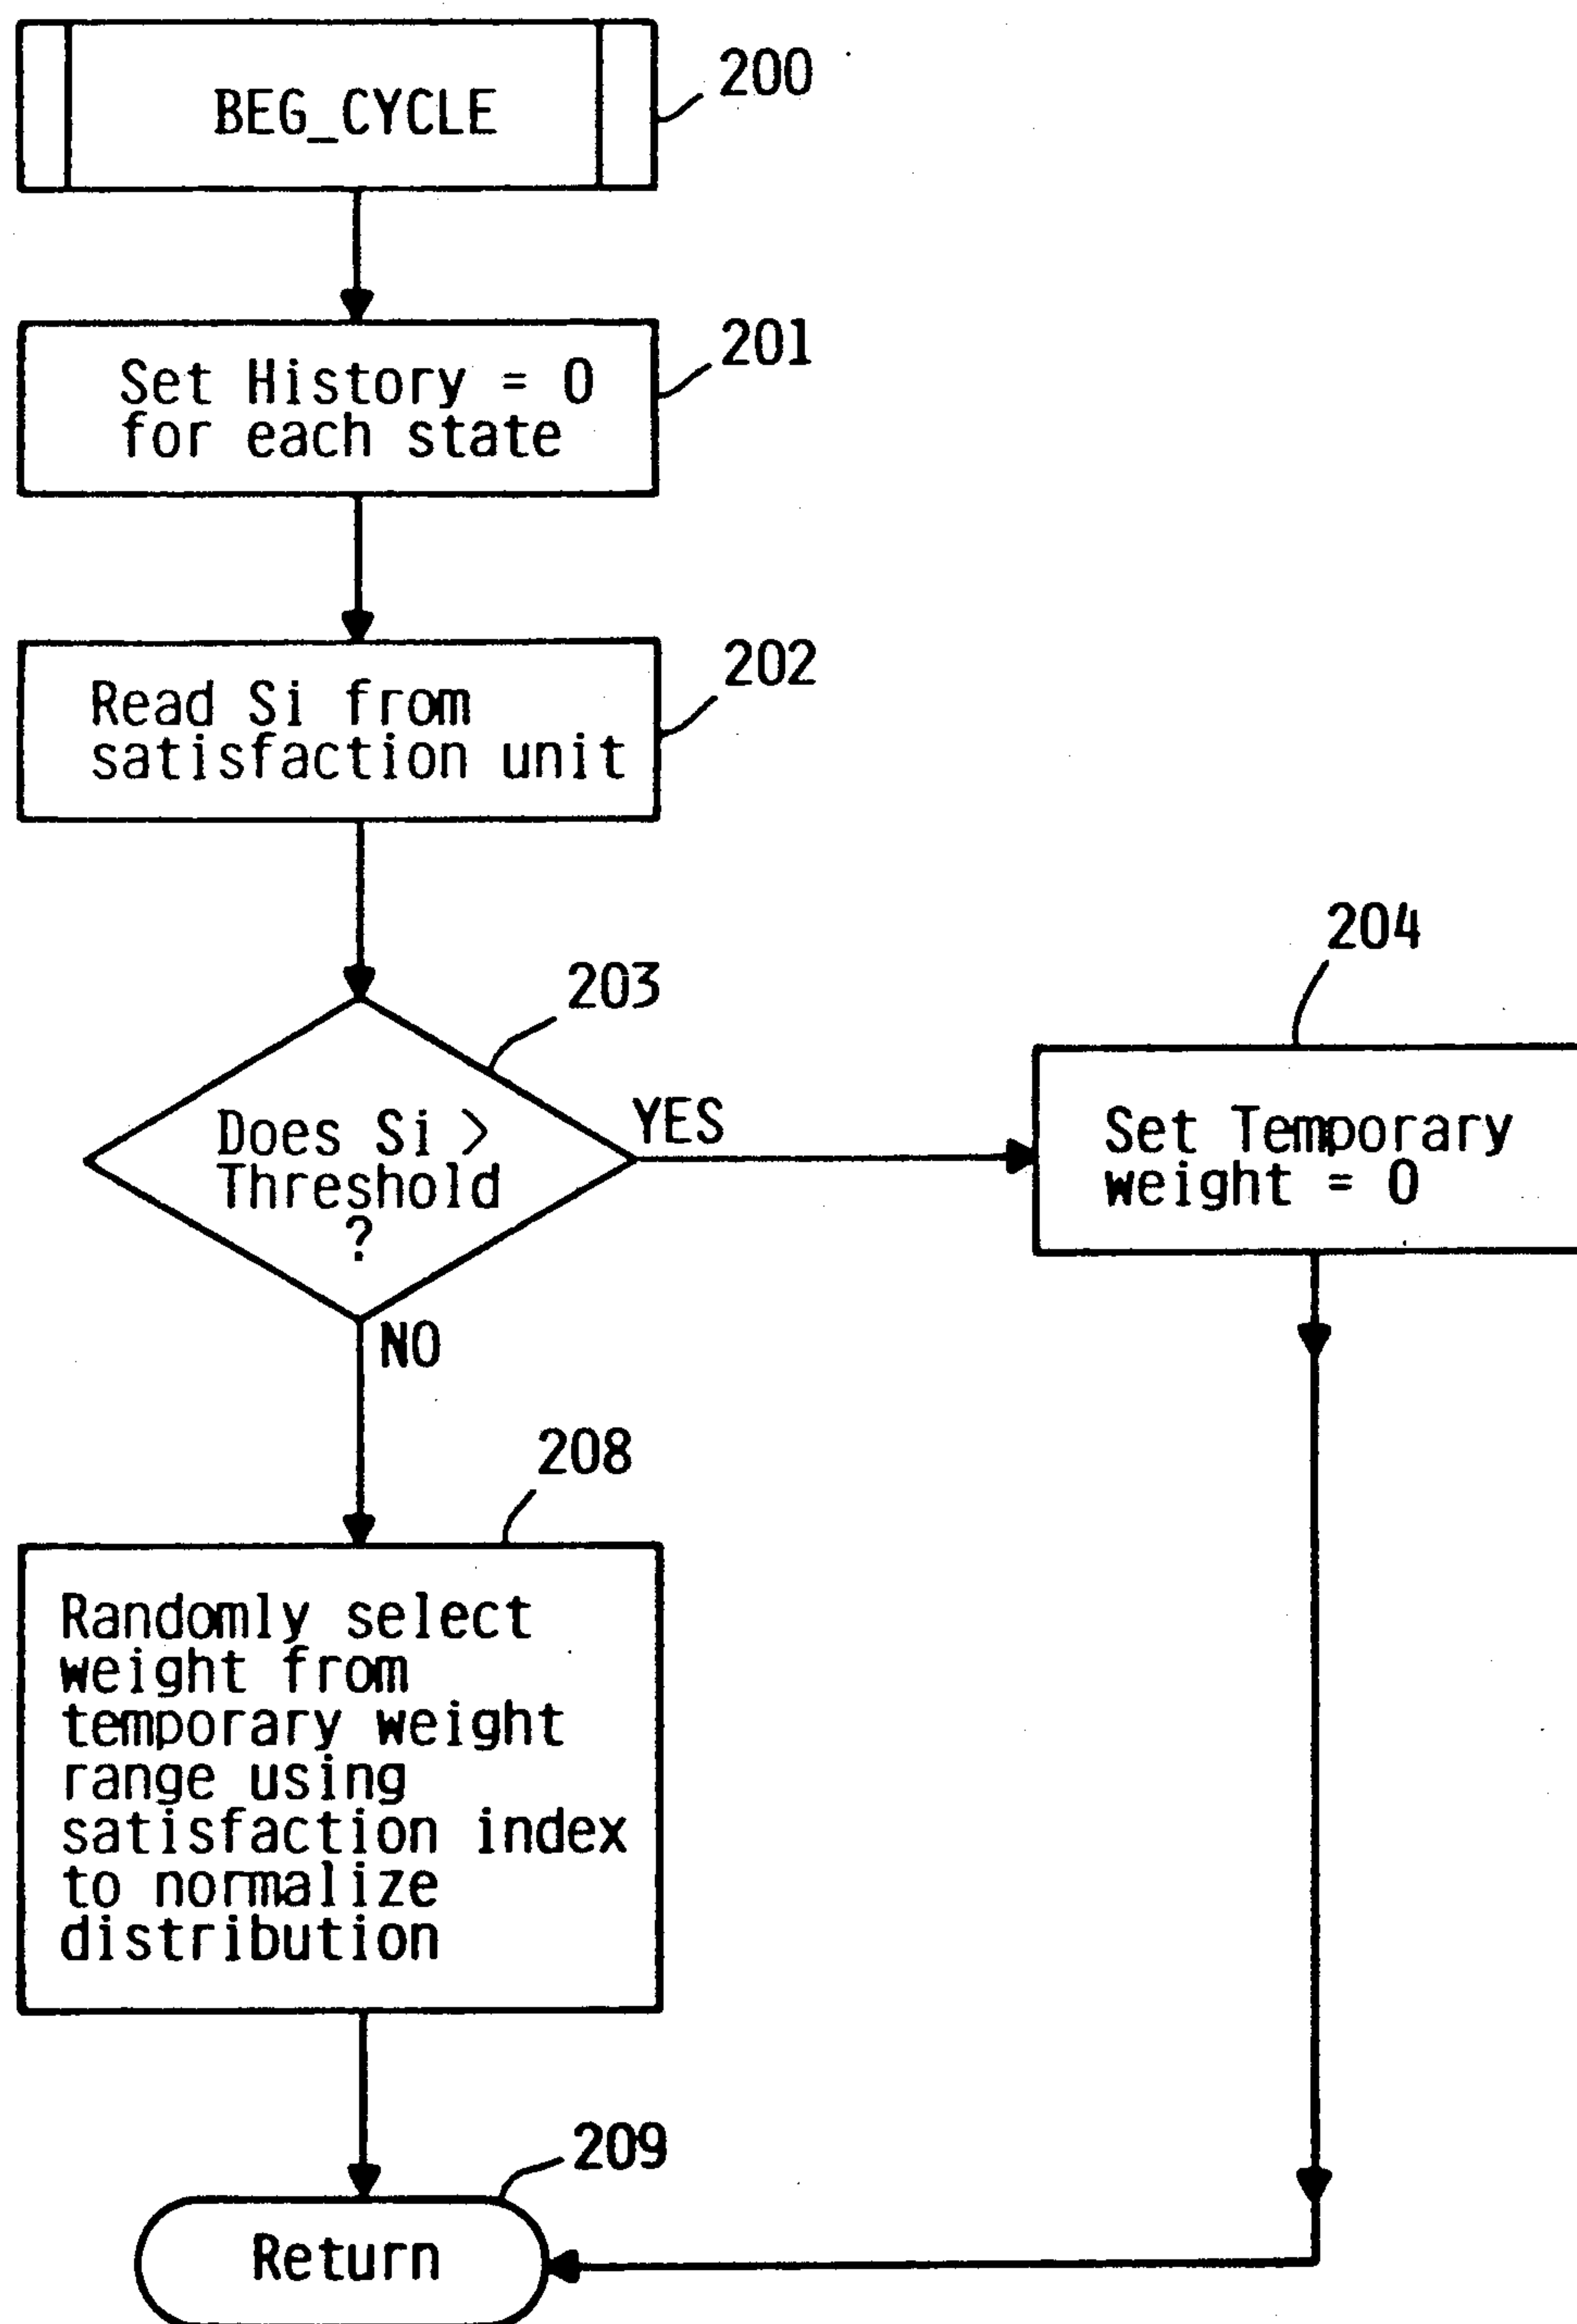 200
BEG_CYCLE
201
Set History = 0
for each state
202
Read Si from
satisfaction unit
203
Does Si >
Threshold
?
YES
NO
204
Set Temporary
weight = 0
208
Randomly select
weight from
temporary weight
range using
satisfaction index
to normalize
distribution
209
Return